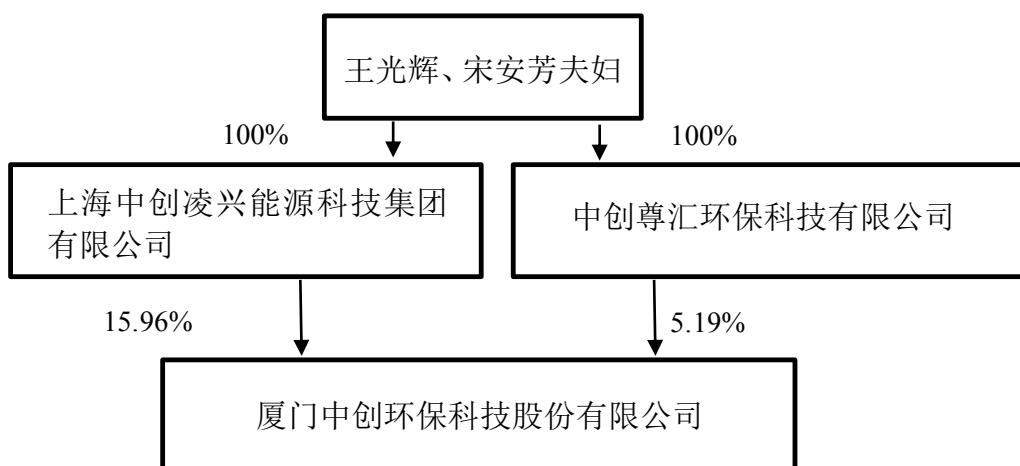 王光辉、宋安芳夫妇
100%
100%
上海中创凌兴能源科技集团
有限公司
中创尊汇环保科技有限公司
15.96%
5.19%
厦门中创环保科技股份有限公司